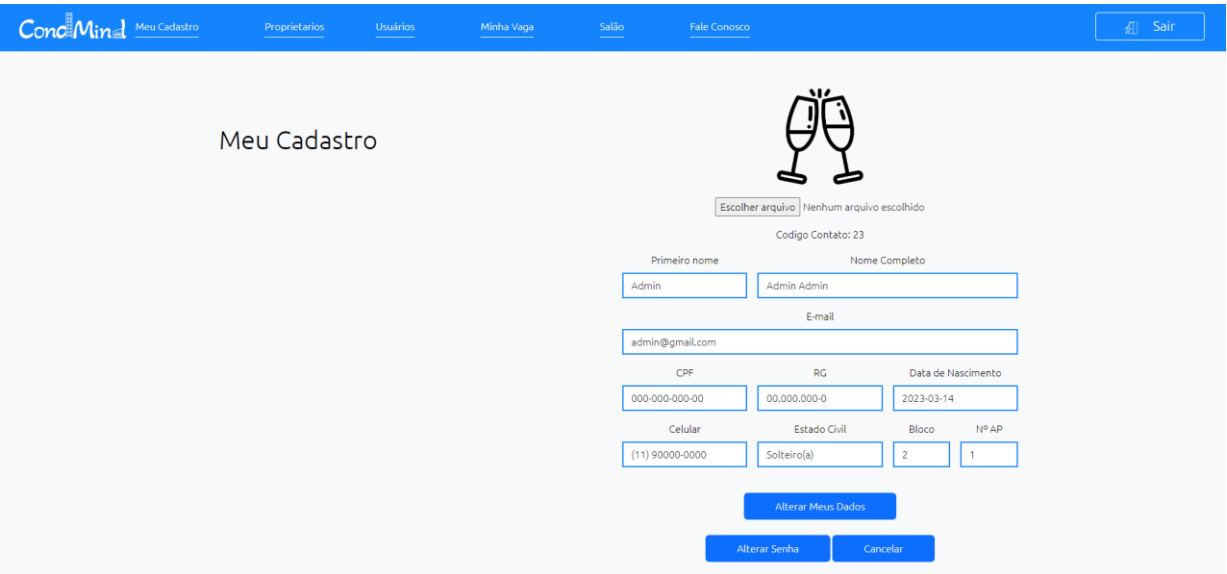 CondMind Meu Cadastro Proprietarios Usuários Minha Vaga Salão Fale Conosco Sair
Meu Cadastro
Escolher arquivo Nenhum arquivo escolhido
Codigo Contato: 23
Primeiro nome Nome Completo
Admin Admin Admin
E-mail
admin@gmail.com
CPF RG Data de Nascimento
000-000-000-00 00.000.000-0 2023-03-14
Celular Estado Civil Bloco Nº AP
(11) 90000-0000 Solteiro(a) 2 1
Alterar Meus Dados
Alterar Senha Cancelar